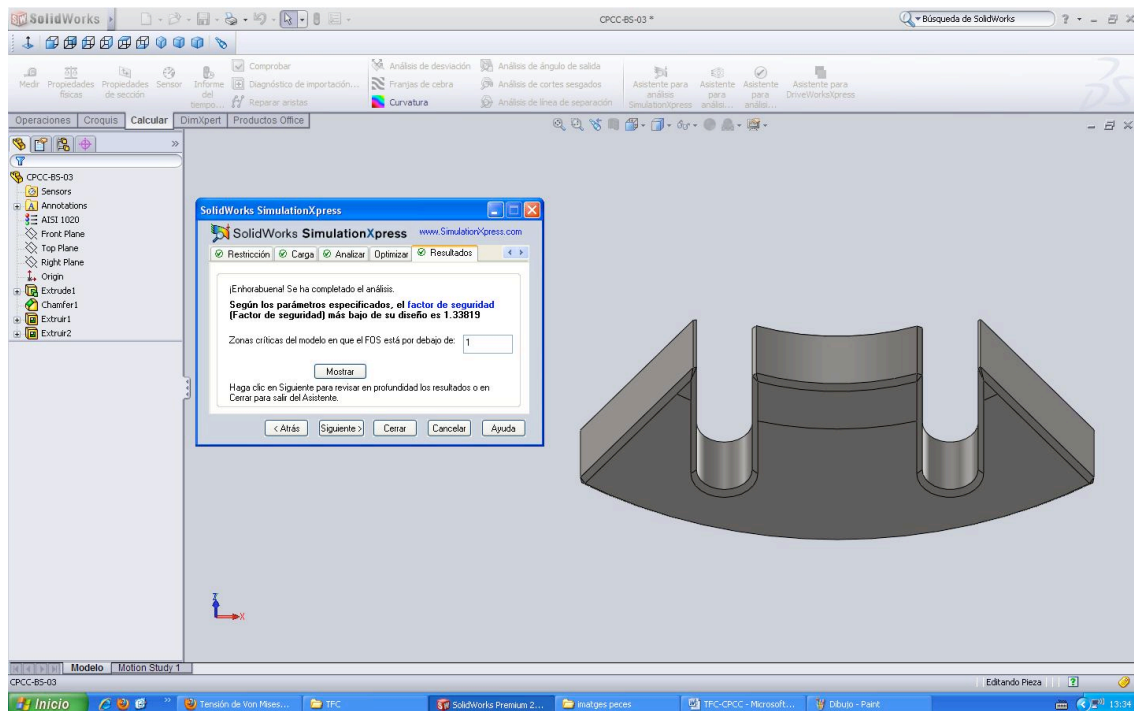 SolidWorks
CPCC-BS-03 *
Búsqueda de SolidWorks
Medir
Propiedades físicas
Propiedades de sección
Sensor
Informe del tiempo...
Comprobar
Diagnóstico de importación...
Reparar aristas
Análisis de desviación
Franjas de cebra
Curvatura
Análisis de ángulo de salida
Análisis de cortes sesgados
Análisis de línea de separación
Asistente para análisis SimulationXpress
Asistente para análisi...
Asistente para análisi...
Asistente para DriveWorksXpress
Operaciones
Croquis
Calcular
DimXpert
Productos Office
CPCC-BS-03
Sensors
Annotations
AISI 1020
Front Plane
Top Plane
Right Plane
Origin
Extrude1
Chamfer1
Extruir1
Extruir2
SolidWorks SimulationXpress
SolidWorks SimulationXpress
www.SimulationXpress.com
Restricción
Carga
Analizar
Optimizar
Resultados
¡Enhorabuena! Se ha completado el análisis.
Según los parámetros especificados, el factor de seguridad
(Factor de seguridad) más bajo de su diseño es 1.33819
Zonas críticas del modelo en que el FOS está por debajo de: 1
Mostrar
Haga clic en Siguiente para revisar en profundidad los resultados o en
Cerrar para salir del Asistente.
< Atrás
Siguiente >
Cerrar
Cancelar
Ayuda
Z
X
Modelo
Motion Study 1
CPCC-BS-03
Editando Pieza
Inicio
Tensión de Von Mises...
TFC
SolidWorks Premium 2...
imatges peces
TFC-CPCC - Microsoft...
Dibujo - Paint
13:34